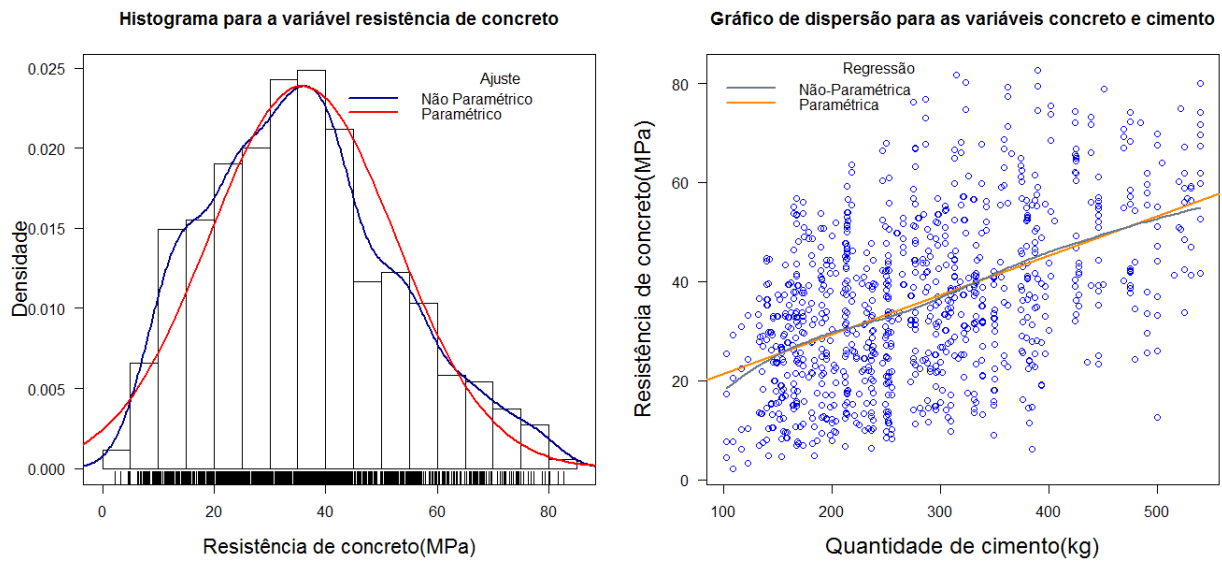 Histograma para a variável resistência de concreto
Densidade
0.025
0.020
0.015
0.010
0.005
0.000
Ajuste
Não Paramétrico
Paramétrico
0 20 40 60 80
Resistência de concreto(MPa)
Gráfico de dispersão para as variáveis concreto e cimento
Resistência de concreto(MPa)
80
60
40
20
0
Regressão
Não-Paramétrica
Paramétrica
100 200 300 400 500
Quantidade de cimento(kg)